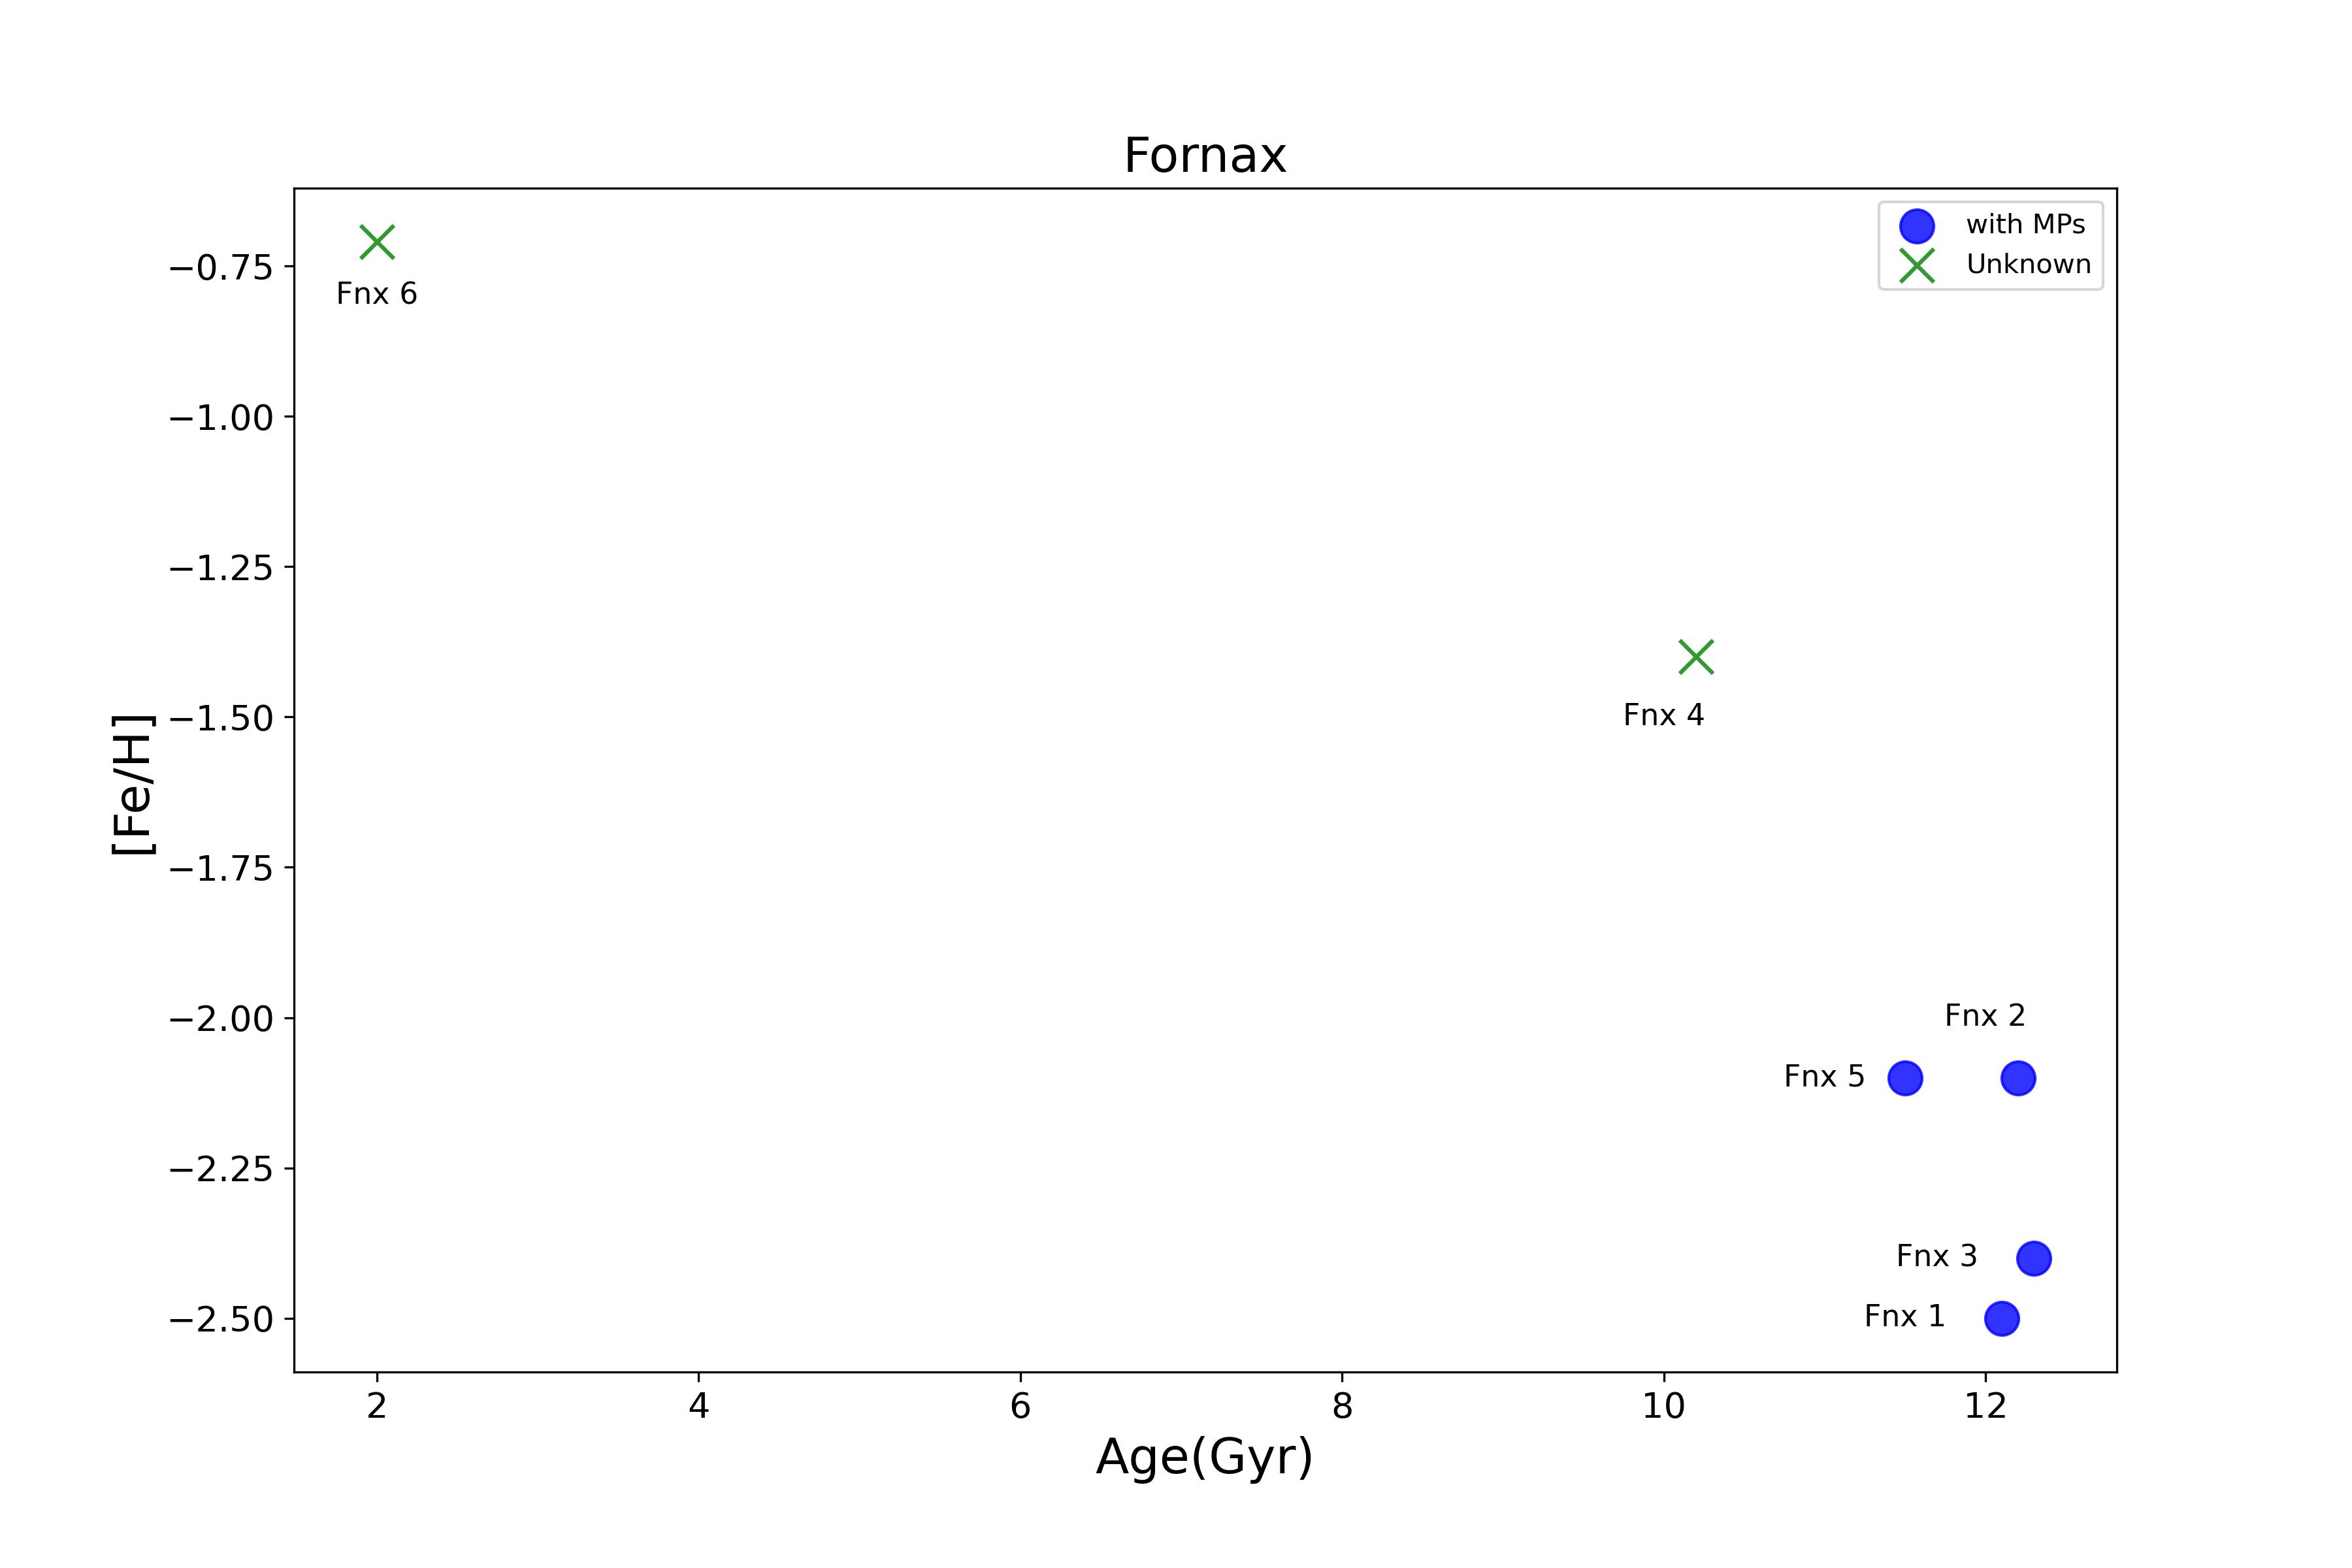 Fornax
with MPs
Unknown
Fnx 6
Fnx 4
Fnx 2
Fnx 5
Fnx 3
Fnx 1
[Fe/H]
−0.75
−1.00
−1.25
−1.50
−1.75
−2.00
−2.25
−2.50
2 4 6 8 10 12
Age(Gyr)